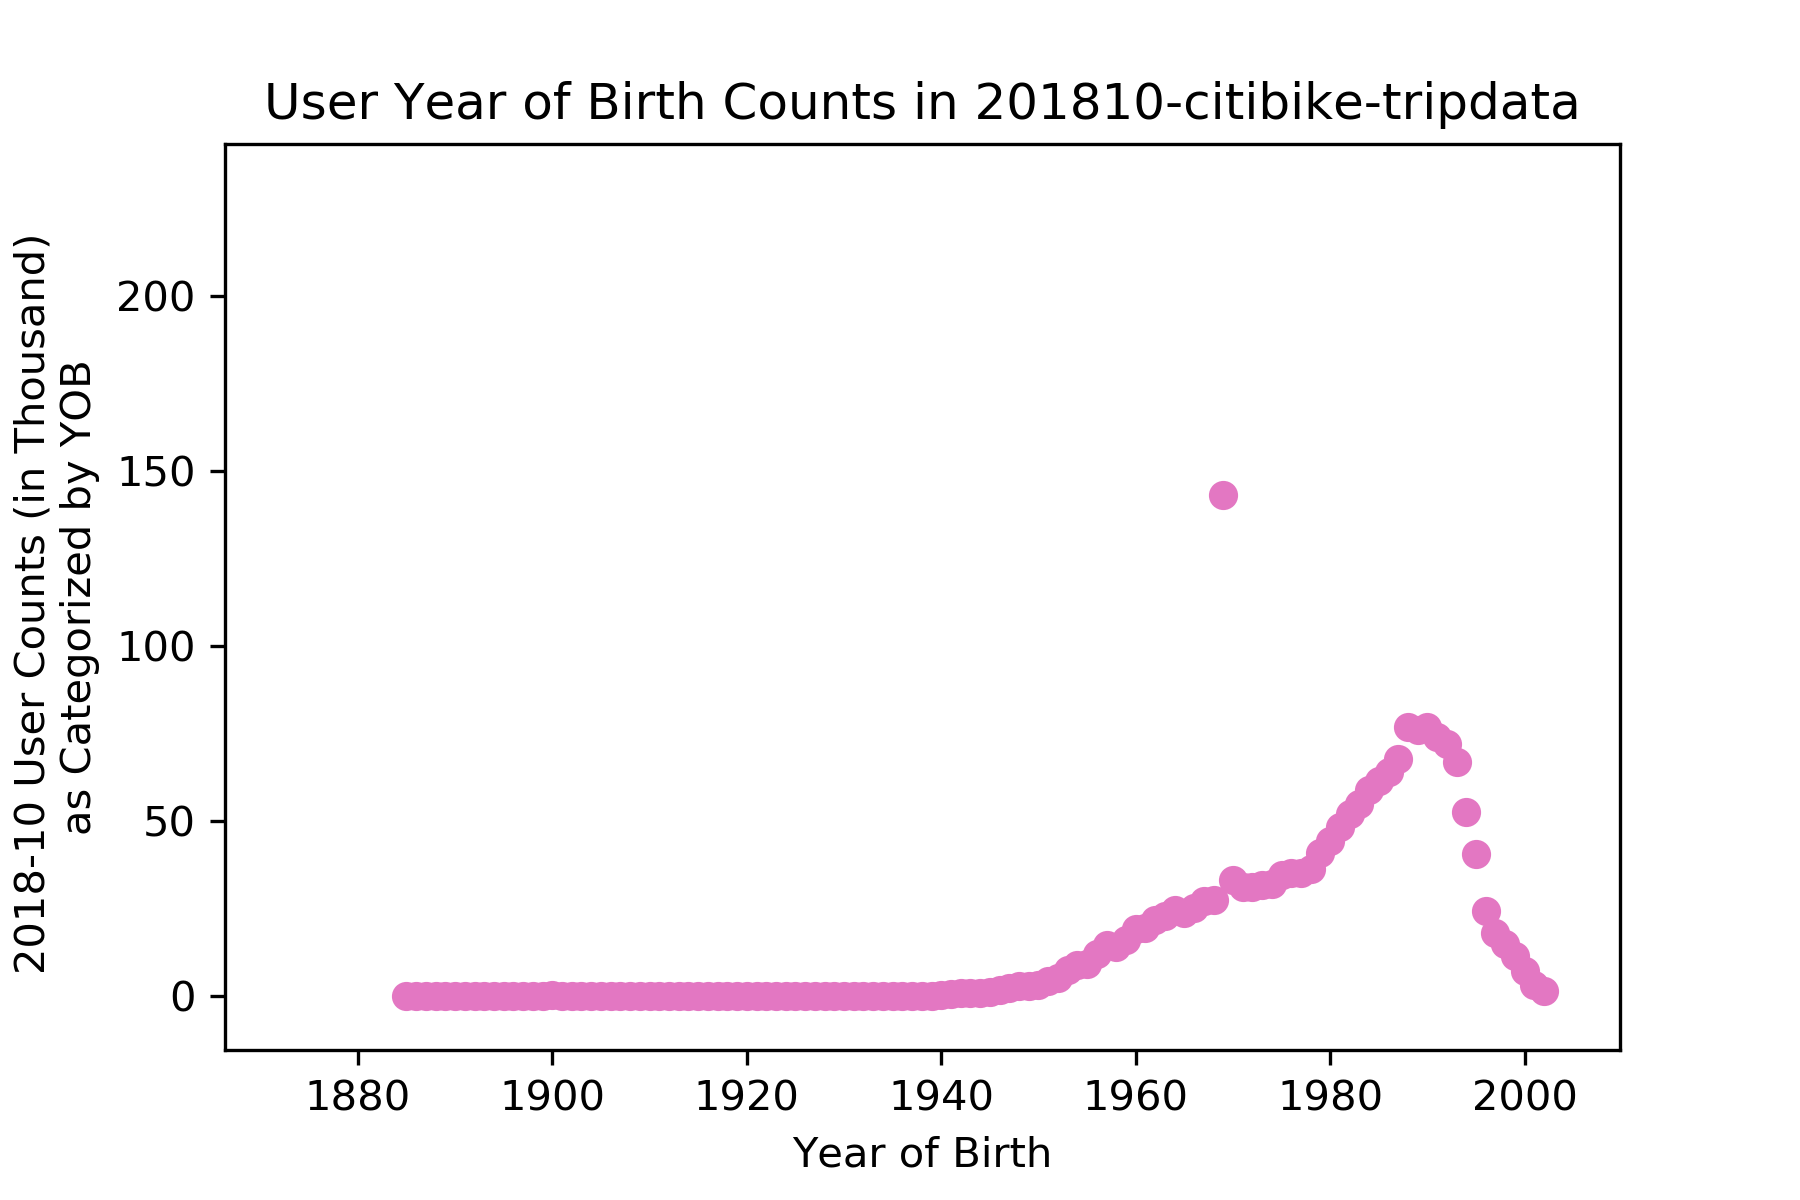 User Year of Birth Counts in 201810-citibike-tripdata
2018-10 User Counts (in Thousand)
as Categorized by YOB
200
150
100
50
0
1880 1900 1920 1940 1960 1980 2000
Year of Birth